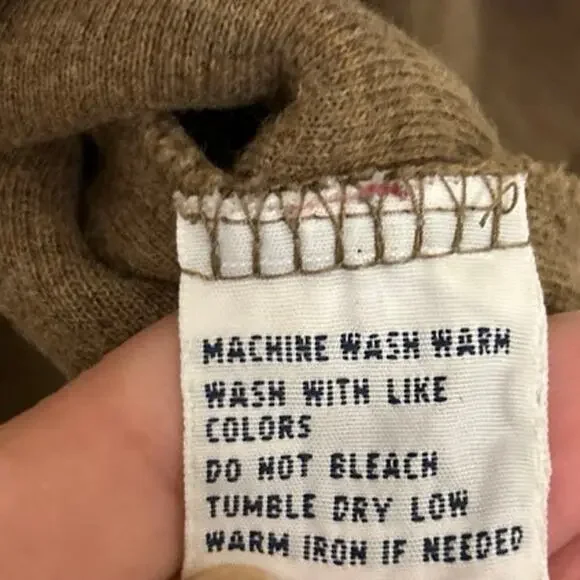 MACHINE WASH WARM
WASH WITH LIKE
COLORS
DO NOT BLEACH
TUMBLE DRY LOW
WARM IRON IF NEEDED